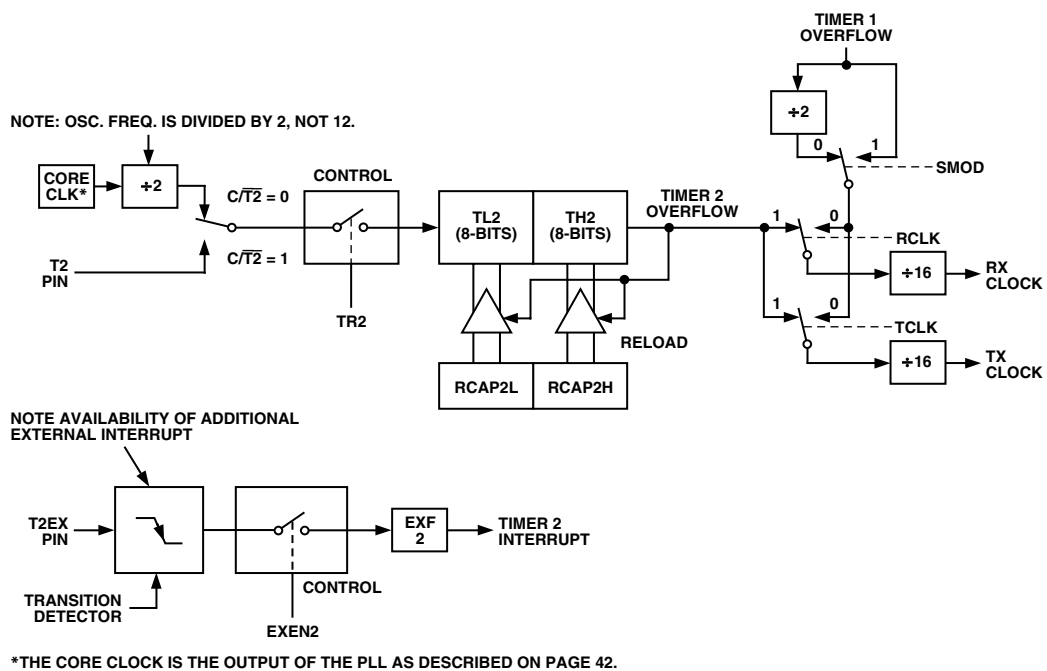 TIMER 1
OVERFLOW
÷2
NOTE: OSC. FREQ. IS DIVIDED BY 2, NOT 12.
0
1
SMOD
CORE
CLK*
÷2
C/T2̅ = 0
CONTROL
TL2
(8-BITS)
TH2
(8-BITS)
TIMER 2
OVERFLOW
1
0
RCLK
C/T2̅ = 1
T2
PIN
÷16
RX
CLOCK
TR2
1
0
TCLK
RELOAD
÷16
TX
CLOCK
RCAP2L
RCAP2H
NOTE AVAILABILITY OF ADDITIONAL
EXTERNAL INTERRUPT
T2EX
PIN
EXF
2
TIMER 2
INTERRUPT
CONTROL
TRANSITION
DETECTOR
EXEN2
*THE CORE CLOCK IS THE OUTPUT OF THE PLL AS DESCRIBED ON PAGE 42.